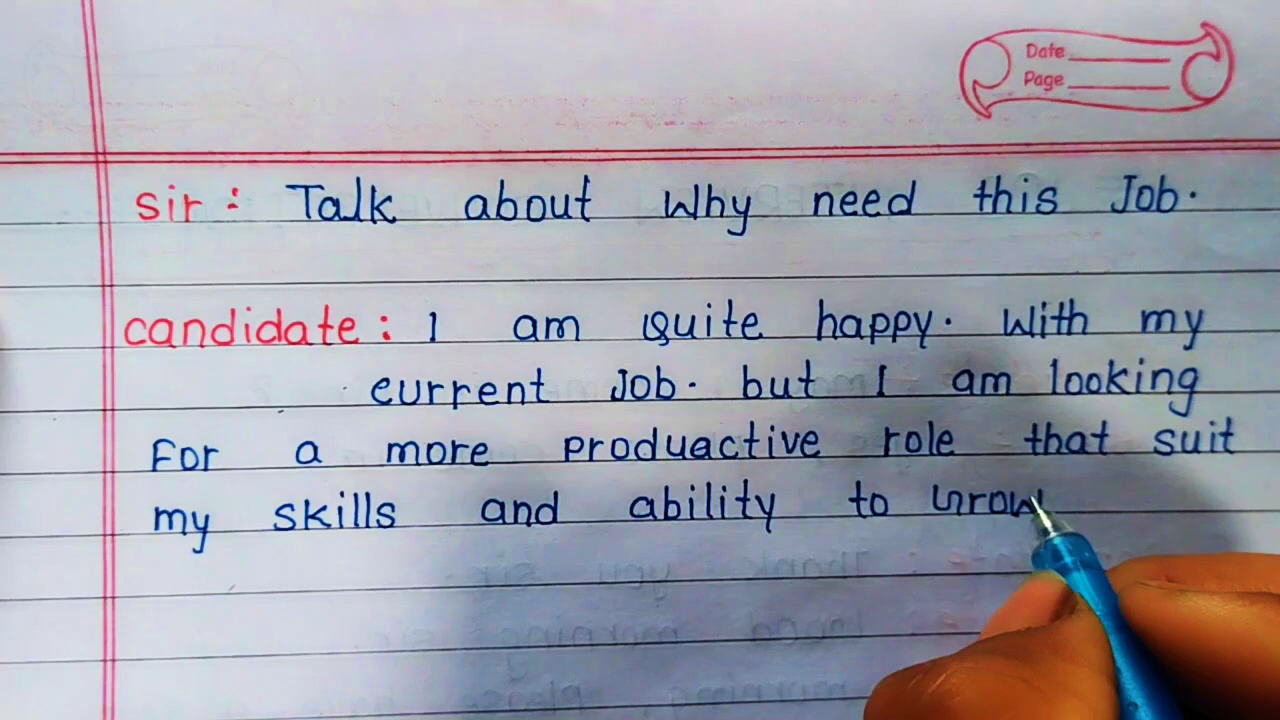 Date
Page
sir : Talk about Why need this Job.
candidate : I am quite happy. With my
current Job. but I am looking
For a more produactive role that suit
my skills and ability to Grow